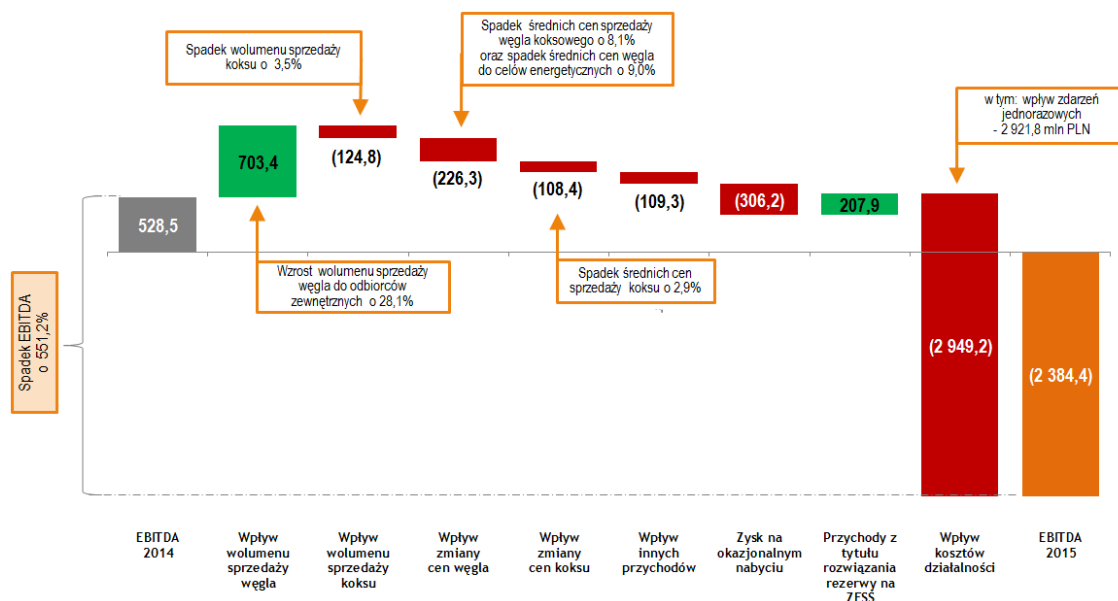 Spadek wolumenu sprzedaży
koksu o 3,5%
Spadek średnich cen sprzedaży
węgla koksowego o 8,1%
oraz spadek średnich cen węgla
do celów energetycznych o 9,0%
w tym: wpływ zdarzeń
jednorazowych
- 2 921,8 mln PLN
528,5
703,4
(124,8)
(226,3)
(108,4)
(109,3)
(306,2)
207,9
(2 949,2)
(2 384,4)
Wzrost wolumenu sprzedaży
węgla do odbiorców
zewnętrznych o 28,1%
Spadek średnich cen
sprzedaży koksu o 2,9%
Spadek EBITDA
o 551,2%
EBITDA
2014
Wpływ
wolumenu
sprzedaży
węgla
Wpływ
wolumenu
sprzedaży
koksu
Wpływ
zmiany
cen węgla
Wpływ
zmiany
cen koksu
Wpływ
innych
przychodów
Zysk na
okazjonalnym
nabyciu
Przychody z
tytułu
rozwiązania
rezerwy na
ZFŚS
Wpływ
kosztów
działalności
EBITDA
2015